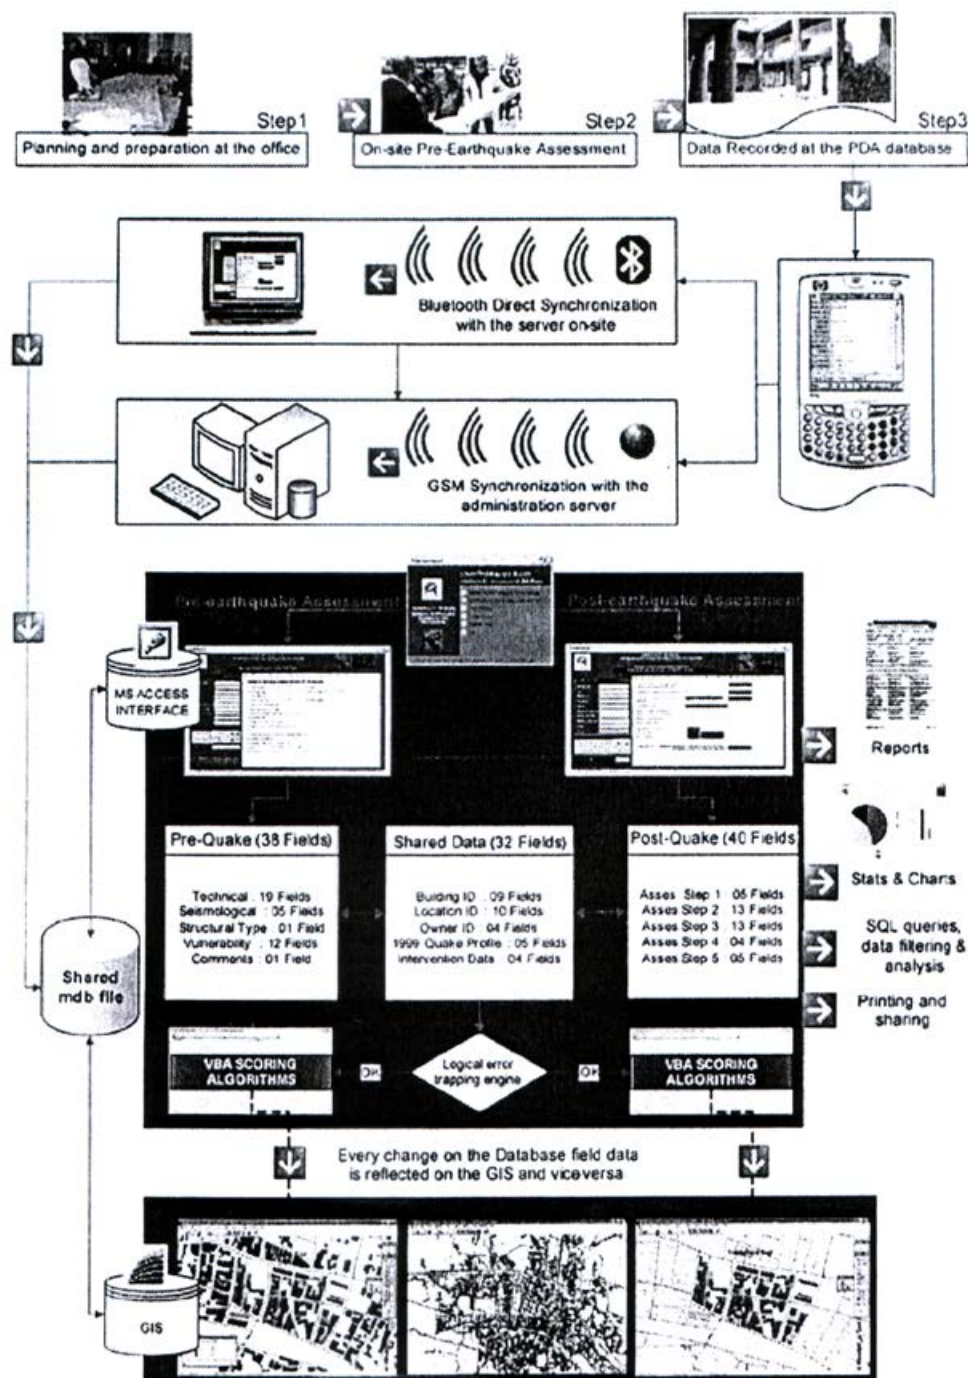 Step1
Planning and preparation at the office
Step2
On-site Pre-Earthquake Assessment
Step3
Data Recorded at the PDA database
Bluetooth Direct Synchronization
with the server on-site
GSM Synchronization with the
administration server
Pre-earthquake Assessment
Post-earthquake Assessment
MS ACCESS
INTERFACE
Reports
Pre-Quake (38 Fields)
Technical : 19 Fields
Seismological : 05 Fields
Structural Type : 01 Field
Vulnerability : 12 Fields
Comments : 01 Field
Shared Data (32 Fields)
Building ID : 09 Fields
Location ID : 10 Fields
Owner ID : 04 Fields
1999 Quake Profile : 05 Fields
Intervention Data : 04 Fields
Post-Quake (40 Fields)
Asses Step 1 : 05 Fields
Asses Step 2 : 13 Fields
Asses Step 3 : 13 Fields
Asses Step 4 : 04 Fields
Asses Step 5 : 05 Fields
Stats & Charts
SQL queries,
data filtering &
analysis
Printing and
sharing
Shared
mdb file
VBA SCORING
ALGORITHMS
OK
Logical error
trapping engine
OK
VBA SCORING
ALGORITHMS
Every change on the Database field data
is reflected on the GIS and viceversa
GIS